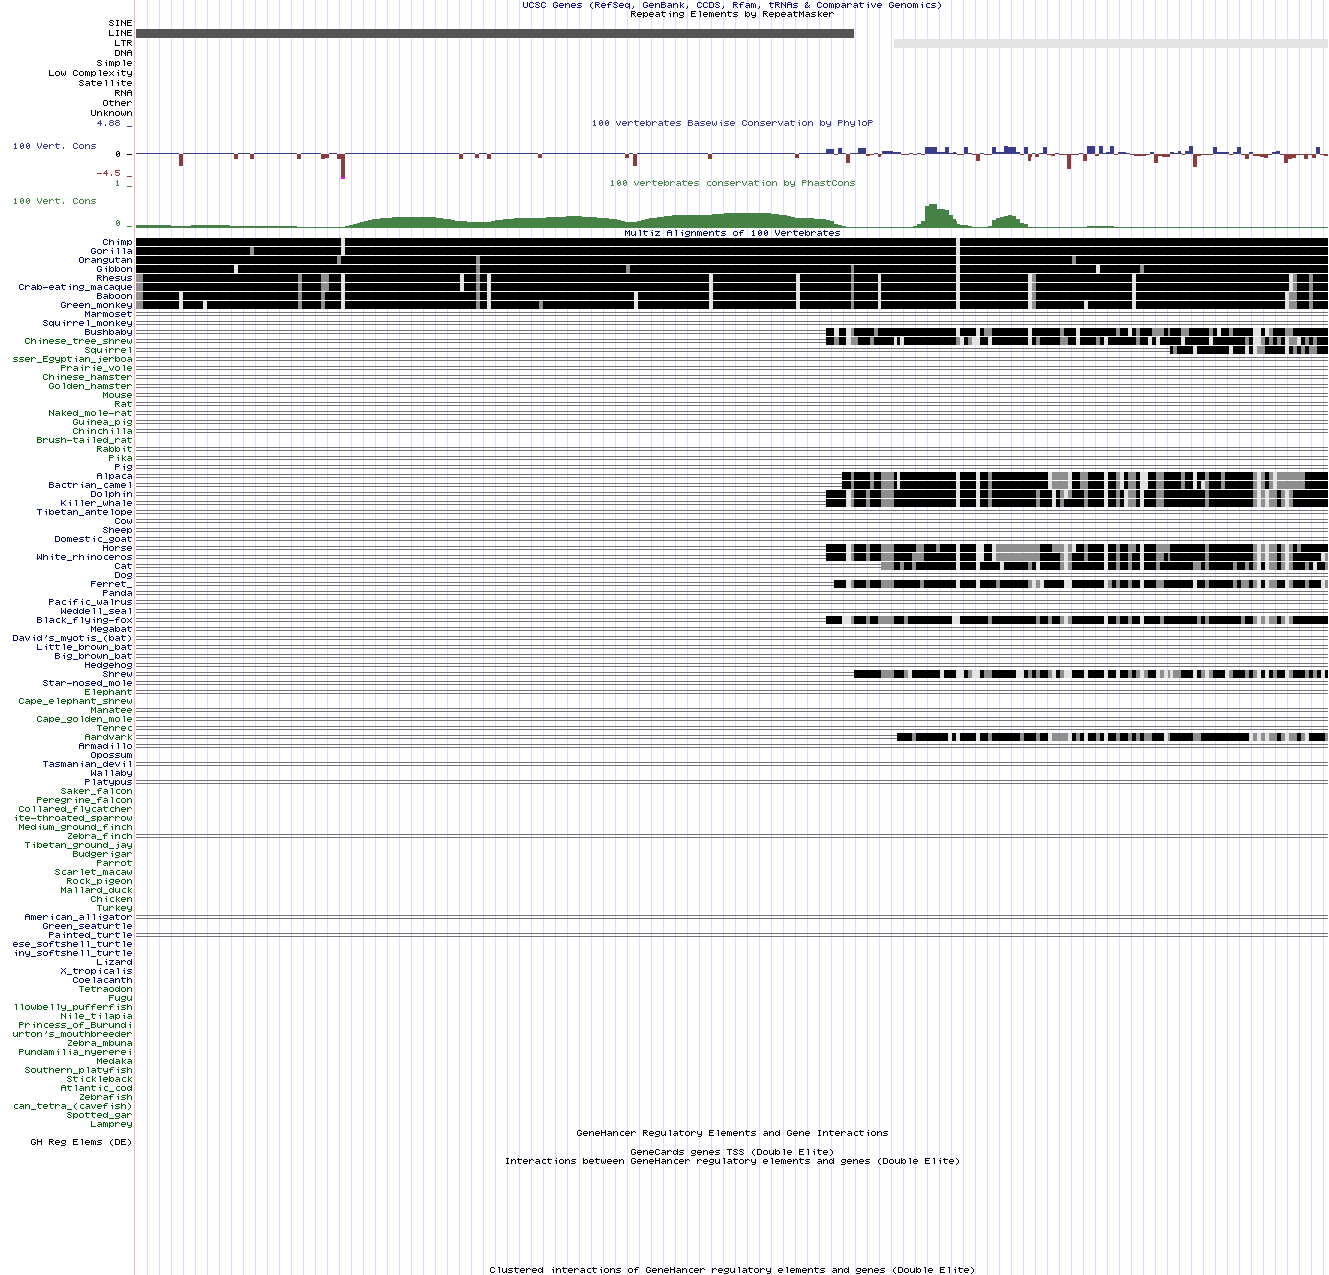 UCSC Genes (RefSeq, GenBank, CCDS, Rfam, tRNAs & Comparative Genomics)
Repeating Elements by RepeatMasker
SINE
LINE
LTR
DNA
Simple
Low Complexity
Satellite
RNA
Other
Unknown
4.88 _
100 vertebrates Basewise Conservation by PhyloP
100 Vert. Cons
0 -
-4.5 _
100 vertebrates conservation by PhastCons
1 _
100 Vert. Cons
0 _
Multiz Alignments of 100 Vertebrates
Chimp
Gorilla
Orangutan
Gibbon
Rhesus
Crab-eating_macaque
Baboon
Green_monkey
Marmoset
Squirrel_monkey
Bushbaby
Chinese_tree_shrew
Squirrel
sser_Egyptian_jerboa
Prairie_vole
Chinese_hamster
Golden_hamster
Mouse
Rat
Naked_mole-rat
Guinea_pig
Chinchilla
Brush-tailed_rat
Rabbit
Pika
Pig
Alpaca
Bactrian_camel
Dolphin
Killer_whale
Tibetan_antelope
Cow
Sheep
Domestic_goat
Horse
White_rhinoceros
Cat
Dog
Ferret_
Panda
Pacific_walrus
Weddell_seal
Black_flying-fox
Megabat
David's_myotis_(bat)
Little_brown_bat
Big_brown_bat
Hedgehog
Shrew
Star-nosed_mole
Elephant
Cape_elephant_shrew
Manatee
Cape_golden_mole
Tenrec
Aardvark
Armadillo
Opossum
Tasmanian_devil
Wallaby
Platypus
Saker_falcon
Peregrine_falcon
Collared_flycatcher
ite-throated_sparrow
Medium_ground_finch
Zebra_finch
Tibetan_ground_jay
Budgerigar
Parrot
Scarlet_macaw
Rock_pigeon
Mallard_duck
Chicken
Turkey
American_alligator
Green_seaturtle
Painted_turtle
ese_softshell_turtle
iny_softshell_turtle
Lizard
X_tropicalis
Coelacanth
Tetraodon
Fugu
llowbelly_pufferfish
Nile_tilapia
Princess_of_Burundi
urton's_mouthbreeder
Zebra_mbuna
Pundamilia_nyererei
Medaka
Southern_platyfish
Stickleback
Atlantic_cod
Zebrafish
can_tetra_(cavefish)
Spotted_gar
Lamprey
GeneHancer Regulatory Elements and Gene Interactions
GH Reg Elems (DE)
GeneCards genes TSS (Double Elite)
Interactions between GeneHancer regulatory elements and genes (Double Elite)
Clustered interactions of GeneHancer regulatory elements and genes (Double Elite)